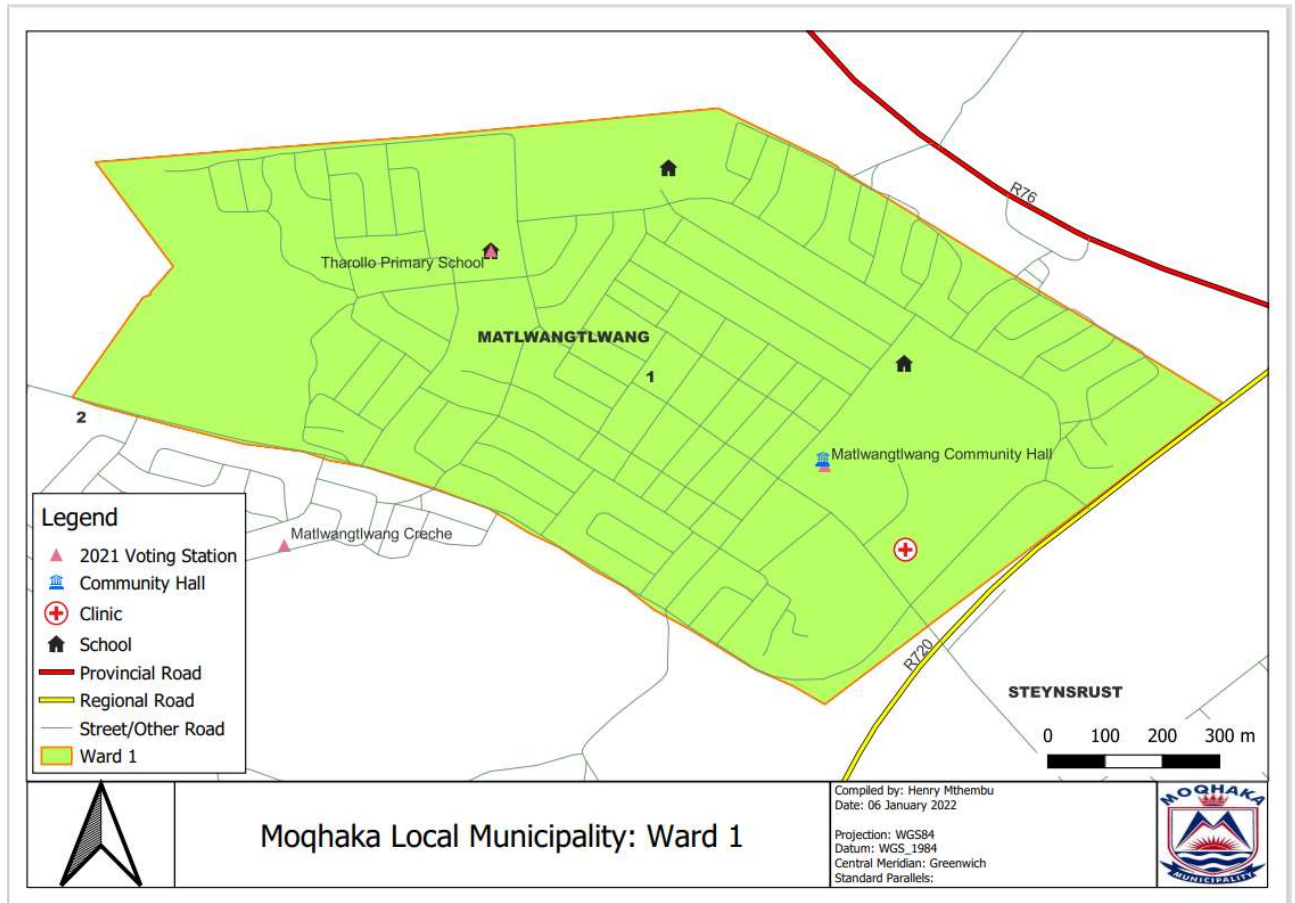 R76
Tharollo Primary School
MATLWANGTLWANG
1
2
Matlwangtlwang Community Hall
Matlwangtlwang Creche
R720
STEYNSRUST
Legend
2021 Voting Station
Community Hall
Clinic
School
Provincial Road
Regional Road
Street/Other Road
Ward 1
0 100 200 300 m
Moqhaka Local Municipality: Ward 1
Compiled by: Henry Mthembu
Date: 06 January 2022
Projection: WGS84
Datum: WGS_1984
Central Meridian: Greenwich
Standard Parallels:
MOQHAKA
MUNICIPALITY